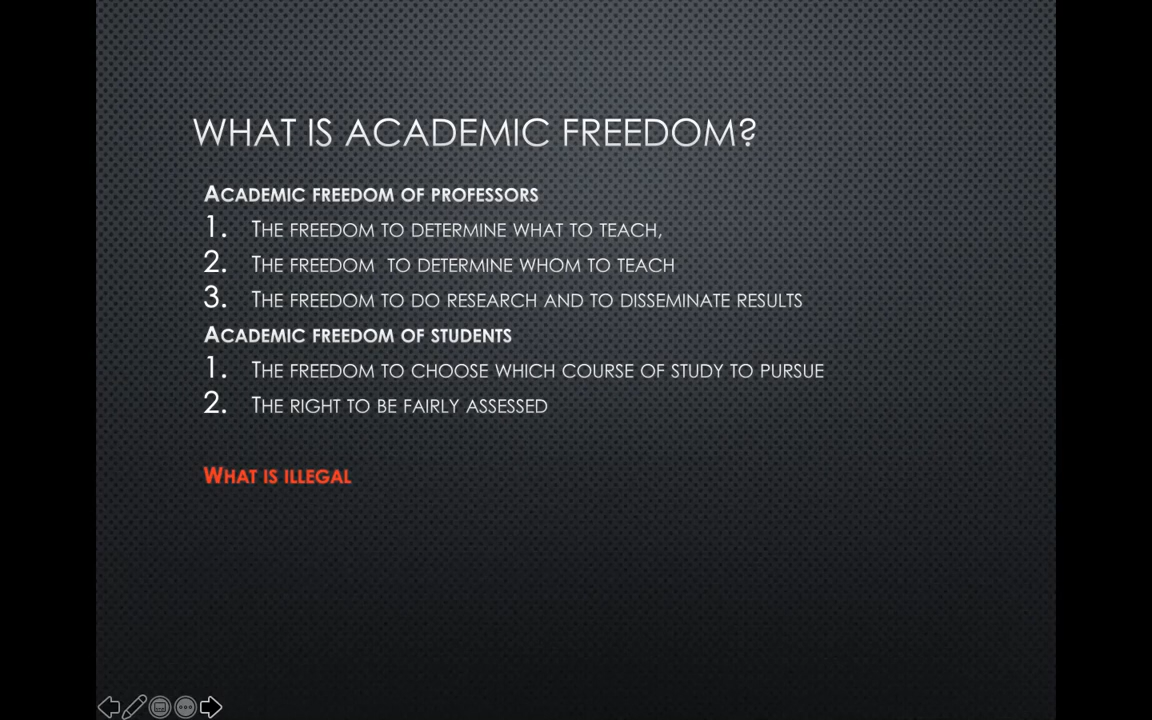 WHAT IS ACADEMIC FREEDOM?
ACADEMIC FREEDOM OF PROFESSORS
1. THE FREEDOM TO DETERMINE WHAT TO TEACH,
2. THE FREEDOM  TO DETERMINE WHOM TO TEACH
3. THE FREEDOM TO DO RESEARCH AND TO DISSEMINATE RESULTS
ACADEMIC FREEDOM OF STUDENTS
1. THE FREEDOM TO CHOOSE WHICH COURSE OF STUDY TO PURSUE
2. THE RIGHT TO BE FAIRLY ASSESSED
WHAT IS ILLEGAL